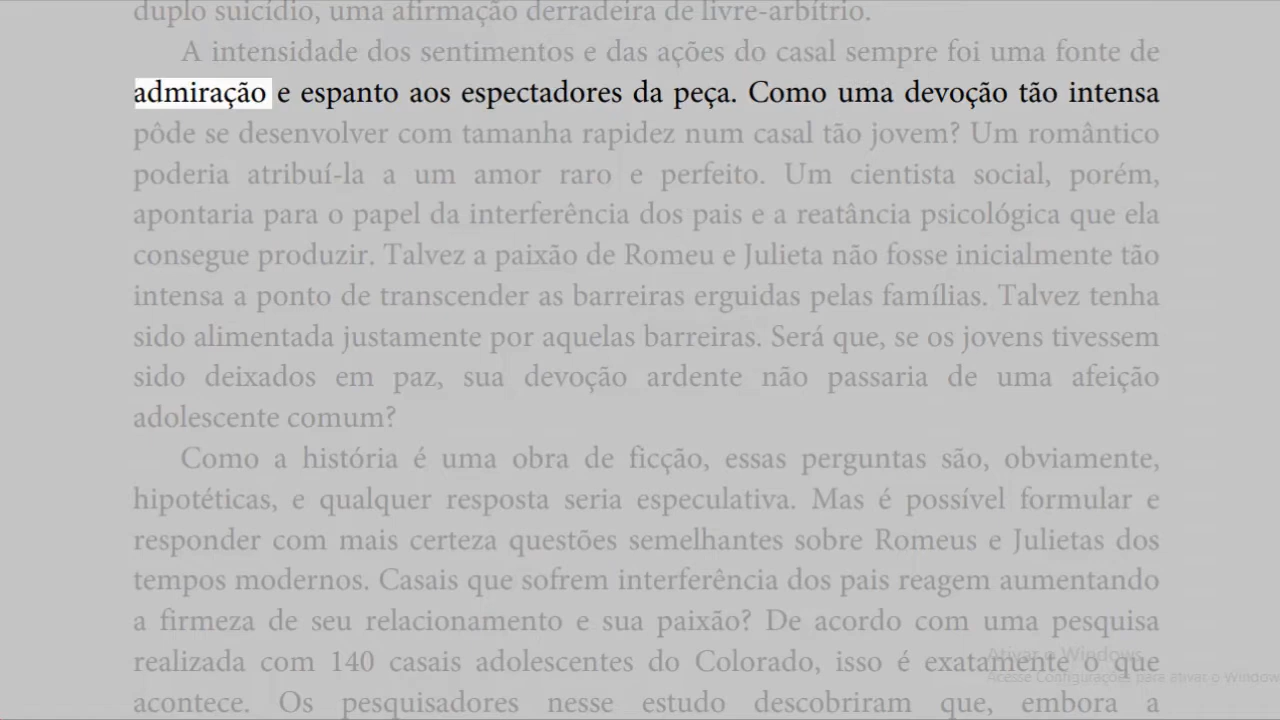 duplo suicídio, uma afirmação derradeira de livre-arbítrio.
A intensidade dos sentimentos e das ações do casal sempre foi uma fonte de
admiração e espanto aos espectadores da peça. Como uma devoção tão intensa
pôde se desenvolver com tamanha rapidez num casal tão jovem? Um romântico
poderia atribuí-la a um amor raro e perfeito. Um cientista social, porém,
apontaria para o papel da interferência dos pais e a reatância psicológica que ela
consegue produzir. Talvez a paixão de Romeu e Julieta não fosse inicialmente tão
intensa a ponto de transcender as barreiras erguidas pelas famílias. Talvez tenha
sido alimentada justamente por aquelas barreiras. Será que, se os jovens tivessem
sido deixados em paz, sua devoção ardente não passaria de uma afeição
adolescente comum?
Como a história é uma obra de ficção, essas perguntas são, obviamente,
hipotéticas, e qualquer resposta seria especulativa. Mas é possível formular e
responder com mais certeza questões semelhantes sobre Romeus e Julietas dos
tempos modernos. Casais que sofrem interferência dos pais reagem aumentando
a firmeza de seu relacionamento e sua paixão? De acordo com uma pesquisa
realizada com 140 casais adolescentes do Colorado, isso é exatamente o que
acontece. Os pesquisadores nesse estudo descobriram que, embora a
Ativar o Windows
Acesse Configurações para ativar o Window